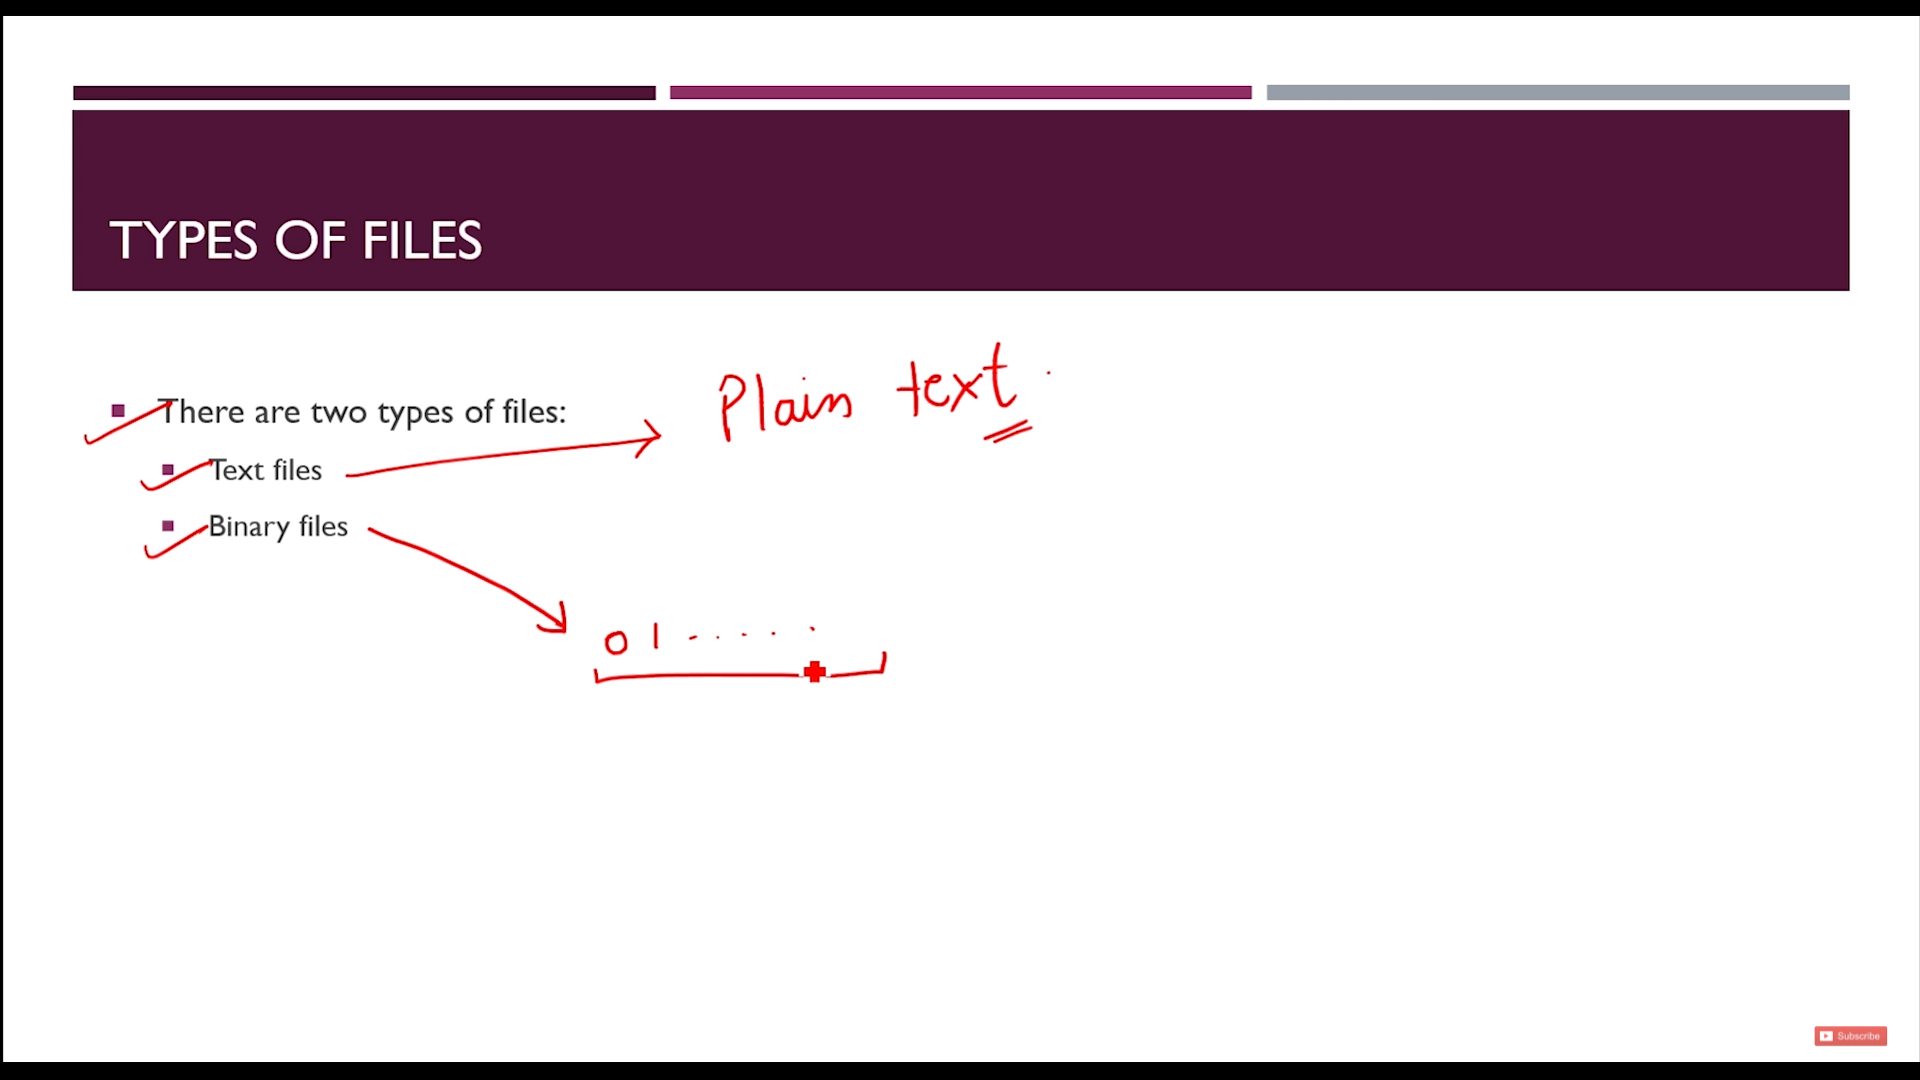 TYPES OF FILES
Plain text
There are two types of files:
Text files
Binary files
0 1 . . . . .
Subscribe